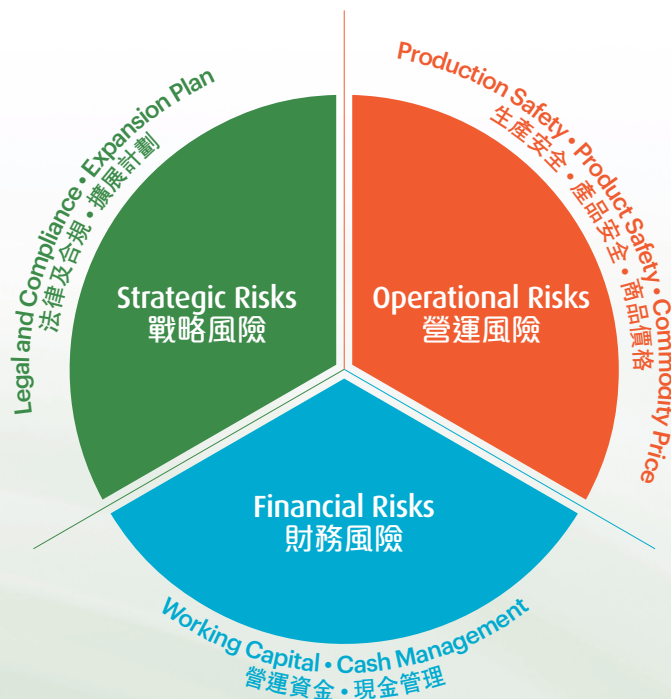 Legal and Compliance • Expansion Plan
法律及合規 • 擴展計劃
Strategic Risks
戰略風險
Production Safety • Product Safety • Commodity Price
生產安全 • 產品安全 • 商品價格
Operational Risks
營運風險
Financial Risks
財務風險
Working Capital • Cash Management
營運資金 • 現金管理